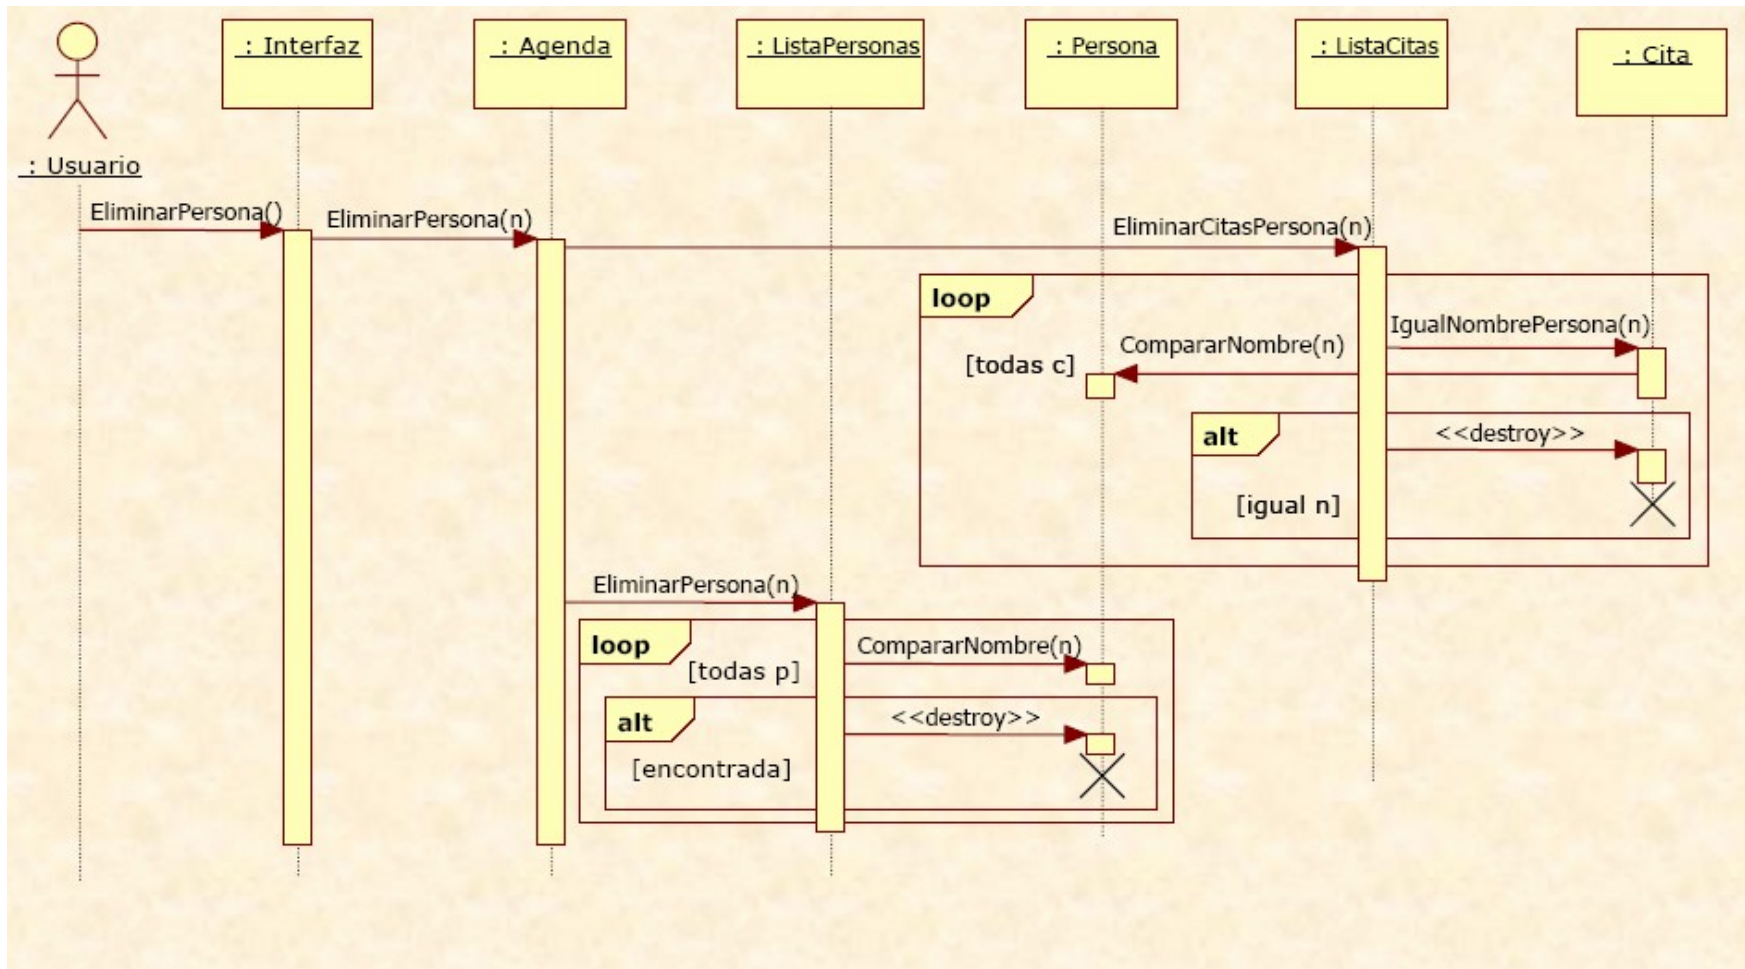 : Interfaz
: Agenda
: ListaPersonas
: Persona
: ListaCitas
: Cita
: Usuario
EliminarPersona()
EliminarPersona(n)
EliminarCitasPersona(n)
loop
IgualNombrePersona(n)
CompararNombre(n)
[todas c]
alt
<<destroy>>
[igual n]
EliminarPersona(n)
loop
CompararNombre(n)
[todas p]
alt
<<destroy>>
[encontrada]